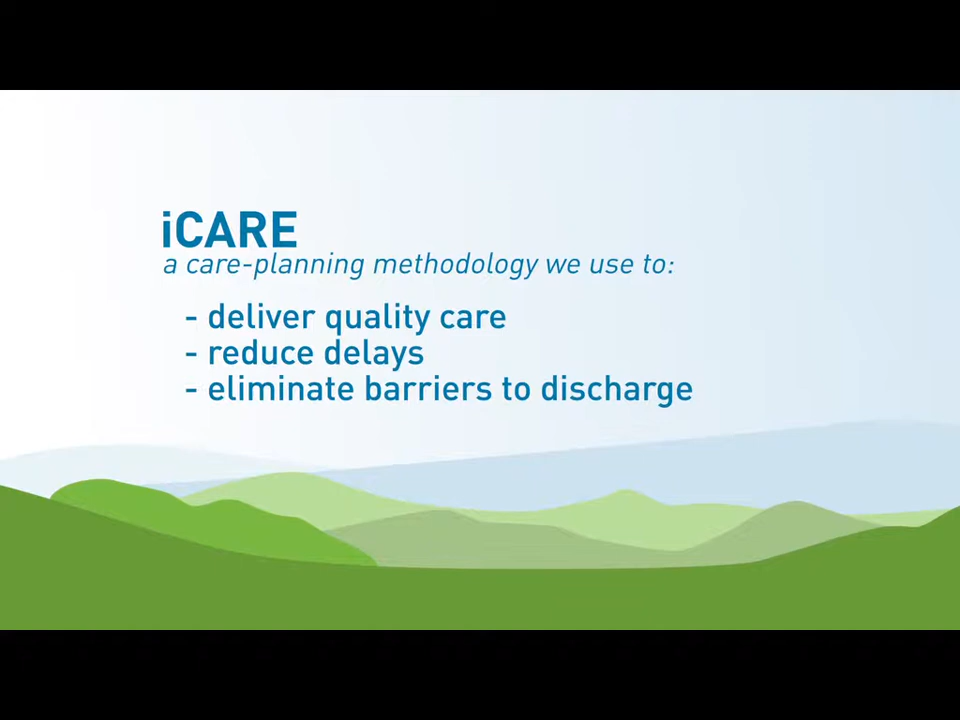 iCARE
a care-planning methodology we use to:
- deliver quality care
- reduce delays
- eliminate barriers to discharge